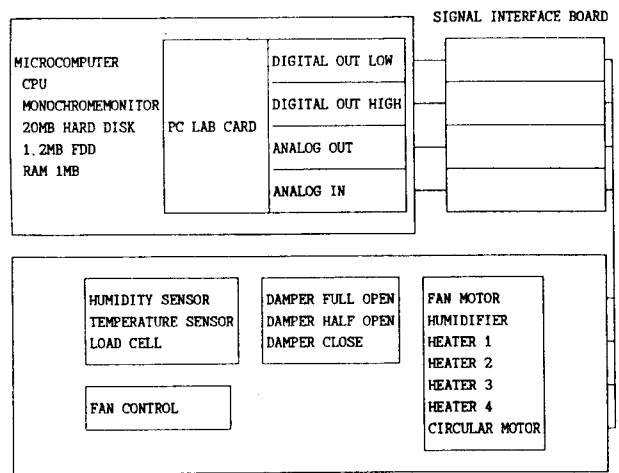 SIGNAL INTERFACE BOARD
MICROCOMPUTER
CPU
MONOCHROMEMONITOR
20MB HARD DISK
1.2MB FDD
RAM 1MB
PC LAB CARD
DIGITAL OUT LOW
DIGITAL OUT HIGH
ANALOG OUT
ANALOG IN
HUMIDITY SENSOR
TEMPERATURE SENSOR
LOAD CELL
FAN CONTROL
DAMPER FULL OPEN
DAMPER HALF OPEN
DAMPER CLOSE
FAN MOTOR
HUMIDIFIER
HEATER 1
HEATER 2
HEATER 3
HEATER 4
CIRCULAR MOTOR